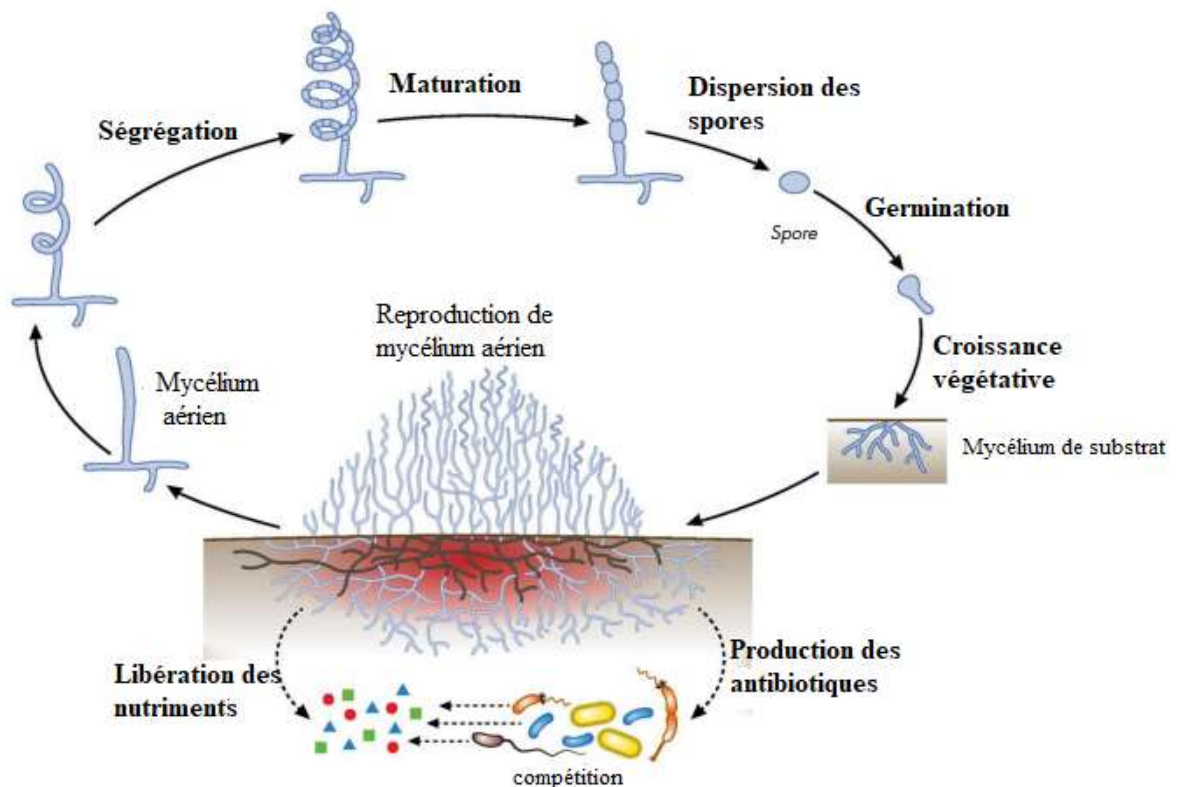 Ségrégation
Maturation
Dispersion des
spores
Spore
Germination
Croissance
végétative
Mycélium de substrat
Reproduction de
mycélium aérien
Mycélium
aérien
Libération des
nutriments
Production des
antibiotiques
compétition